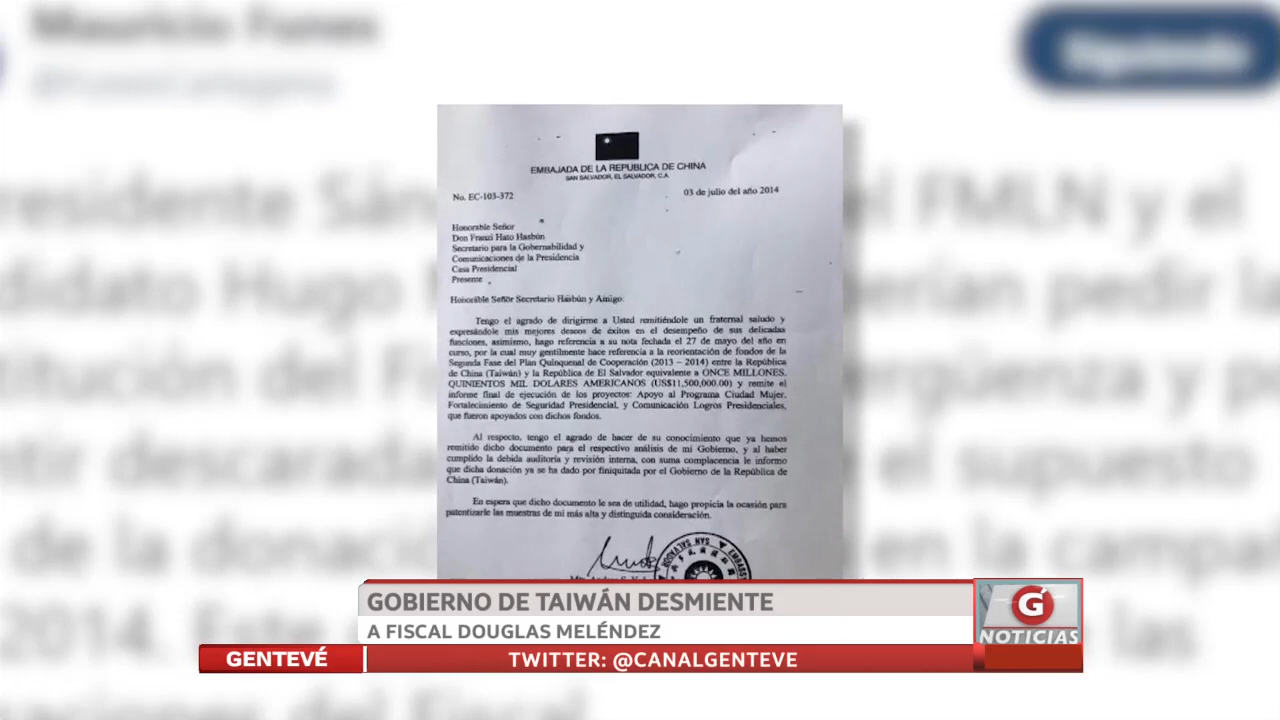 Mauricio Funes
@FunesCartagena
Siguiendo
EMBAJADA DE LA REPUBLICA DE CHINA
SAN SALVADOR, EL SALVADOR, C.A.
No. EC-103-372
03 de julio del año 2014
Honorable Señor
Don Franzi Hato Hasbún
Secretario para la Gobernabilidad y
Comunicaciones de la Presidencia
Casa Presidencial
Presente
Honorable Señor Secretario Hasbún y Amigo:
Tengo el agrado de dirigirme a Usted remitiéndole un fraternal saludo y
expresándole mis mejores deseos de éxitos en el desempeño de sus delicadas
funciones, asimismo, hago referencia a su nota fechada el 27 de mayo del año en
curso, por la cual muy gentilmente hace referencia a la reorientación de fondos de la
Segunda Fase del Plan Quinquenal de Cooperación (2013 – 2014) entre la República
de China (Taiwán) y la República de El Salvador equivalente a ONCE MILLONES,
QUINIENTOS MIL DOLARES AMERICANOS (US$11,500,000.00) y remite el
informe final de ejecución de los proyectos: Apoyo al Programa Ciudad Mujer,
Fortalecimiento de Seguridad Presidencial, y Comunicación Logros Presidenciales,
que fueron apoyados con dichos fondos.
Al respecto, tengo el agrado de hacer de su conocimiento que ya hemos
remitido dicho documento para el respectivo análisis de mi Gobierno, y al haber
cumplido la debida auditoría y revisión interna, con suma complacencia le informo
que dicha donación ya se ha dado por finiquitada por el Gobierno de la República de
China (Taiwán).
En espera que dicho documento le sea de utilidad, hago propicia la ocasión para
patentizarle las muestras de mi más alta y distinguida consideración.
SAN SALVADOR EMBASSY
GOBIERNO DE TAIWÁN DESMIENTE
A FISCAL DOUGLAS MELÉNDEZ
G
NOTICIAS
GENTEVÉ
TWITTER: @CANALGENTEVE